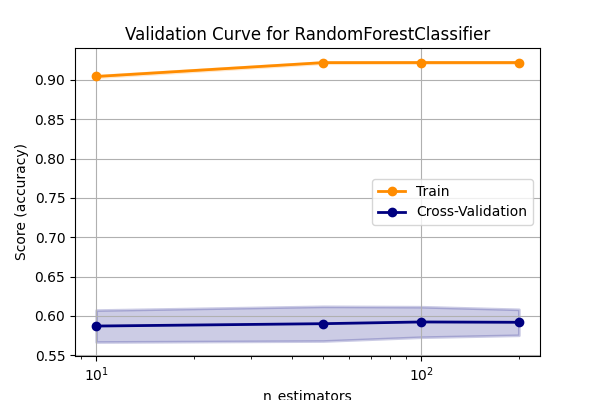 Validation Curve for RandomForestClassifier
Score (accuracy)
0.90
0.85
0.80
0.75
0.70
0.65
0.60
0.55
Train
Cross-Validation
10¹
10²
n_estimators